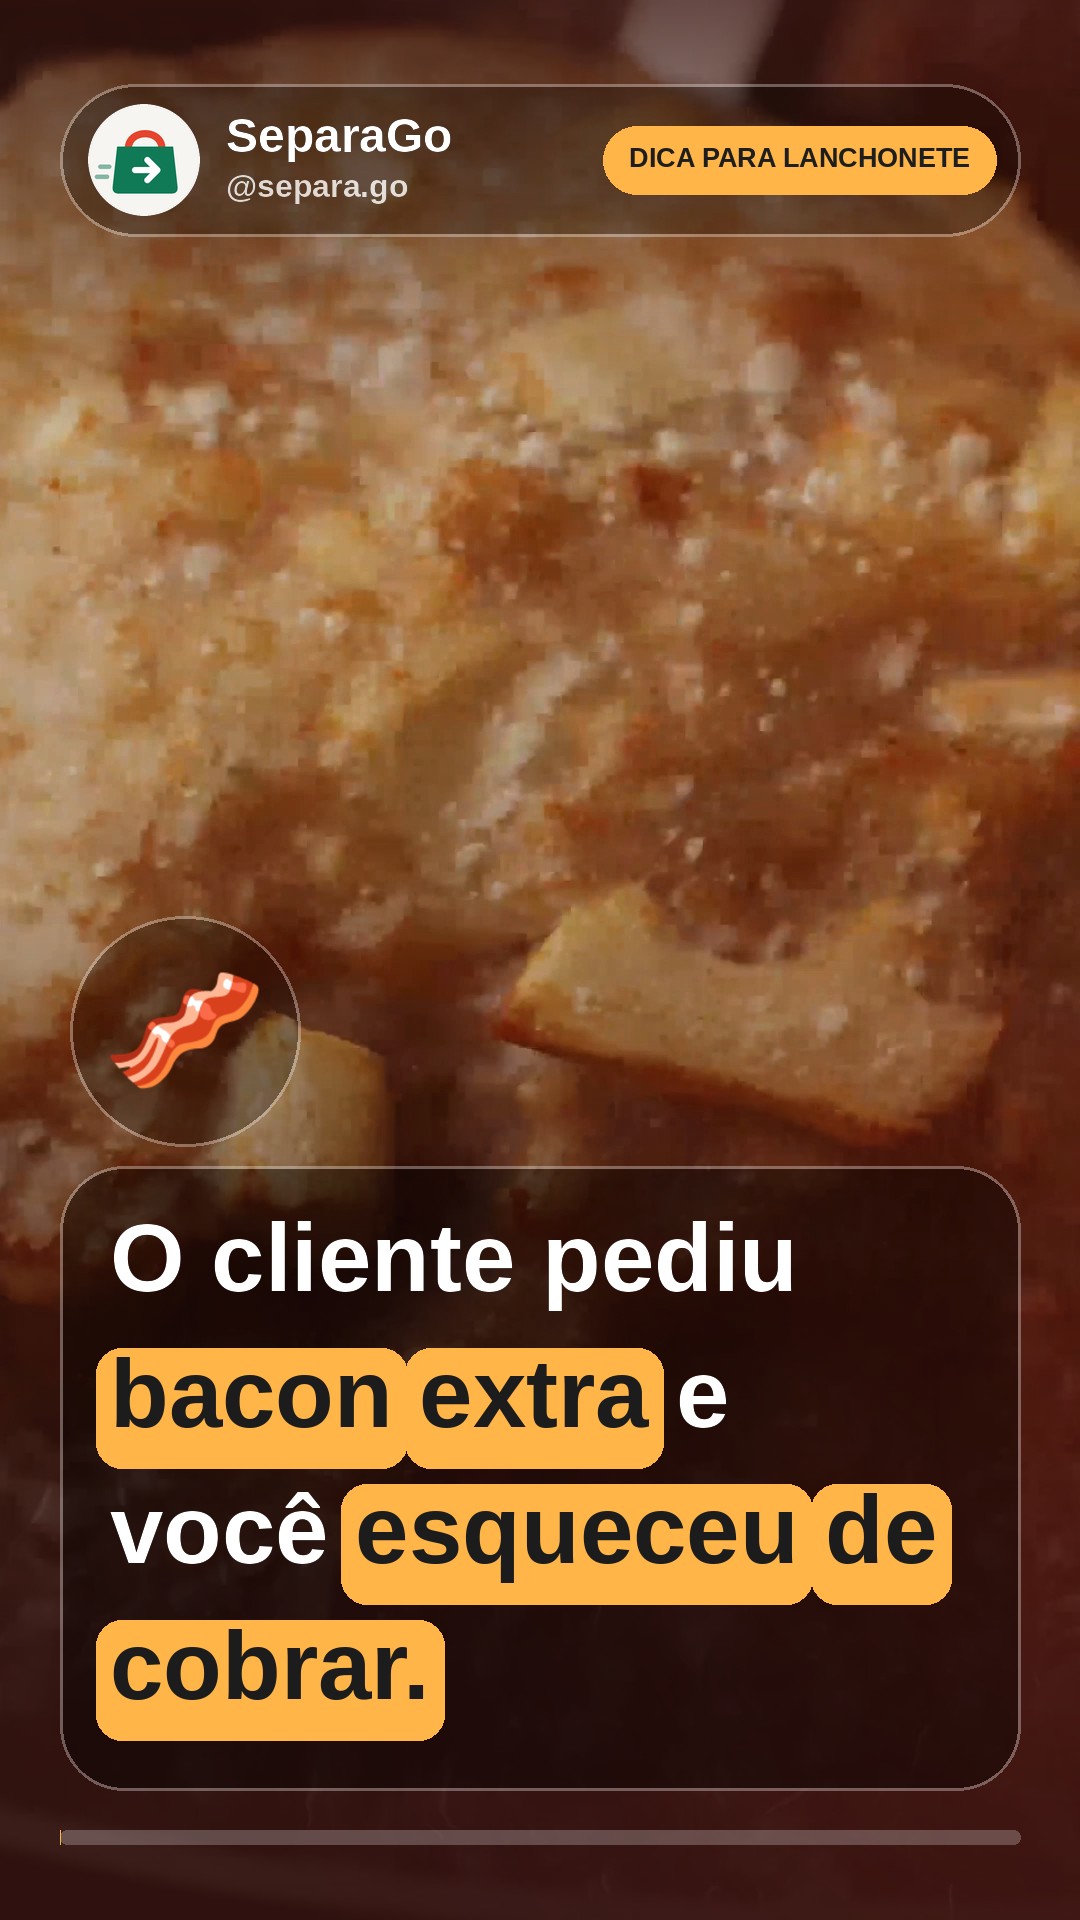 SeparaGo
@separa.go
DICA PARA LANCHONETE
O cliente pediu
bacon extra e
você esqueceu de
cobrar.